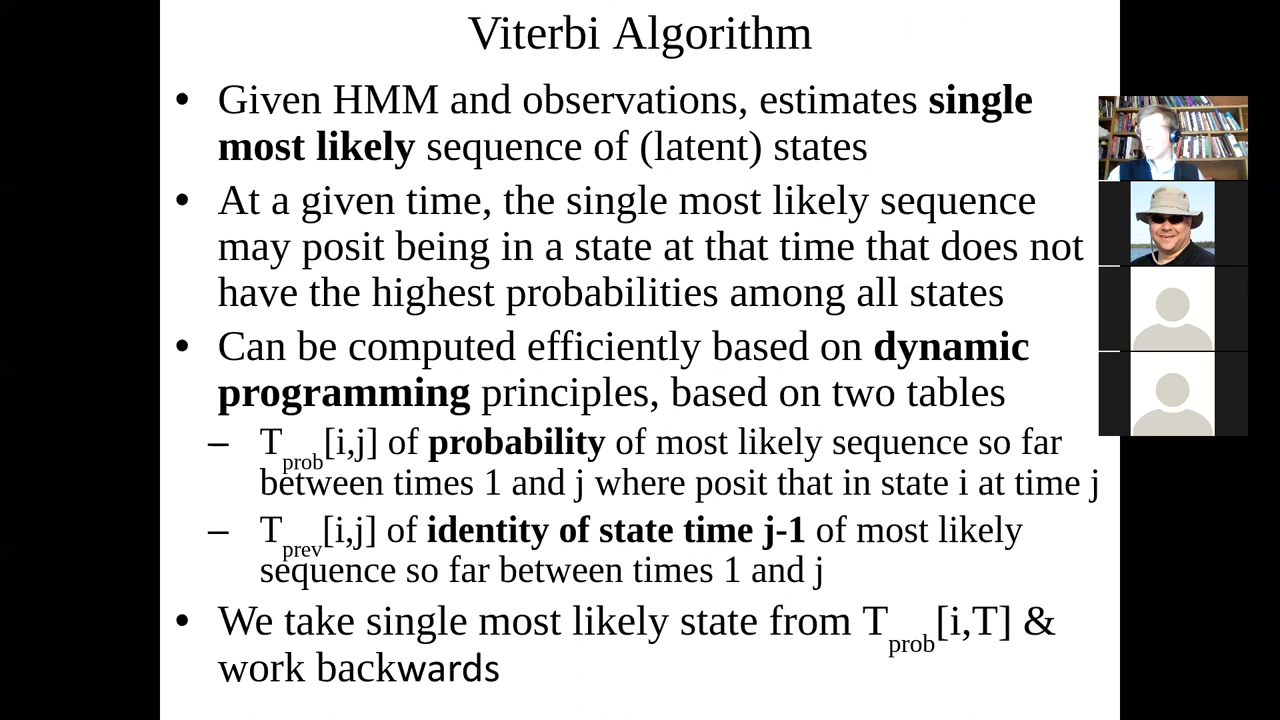 Viterbi Algorithm
• Given HMM and observations, estimates single
most likely sequence of (latent) states
• At a given time, the single most likely sequence
may posit being in a state at that time that does not
have the highest probabilities among all states
• Can be computed efficiently based on dynamic
programming principles, based on two tables
– Tprob[i,j] of probability of most likely sequence so far
between times 1 and j where posit that in state i at time j
– Tprev[i,j] of identity of state time j-1 of most likely
sequence so far between times 1 and j
• We take single most likely state from Tprob[i,T] &
work backwards